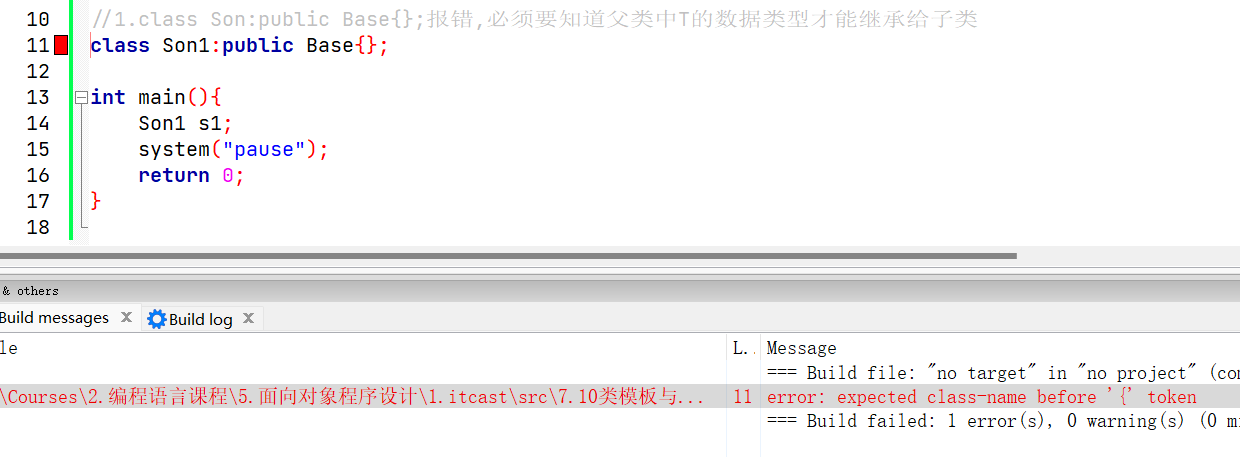 10 //1.class Son:public Base{};报错,必须要知道父类中T的数据类型才能继承给子类
11 class Son1:public Base{};
12
13 int main(){
14 Son1 s1;
15 system("pause");
16 return 0;
17 }
18
& others
Build messages
Build log
le L.. Message
=== Build file: "no target" in "no project" (con
\Courses\2.编程语言课程\5.面向对象程序设计\1.itcast\src\7.10类模板与... 11 error: expected class-name before '{' token
=== Build failed: 1 error(s), 0 warning(s) (0 mi